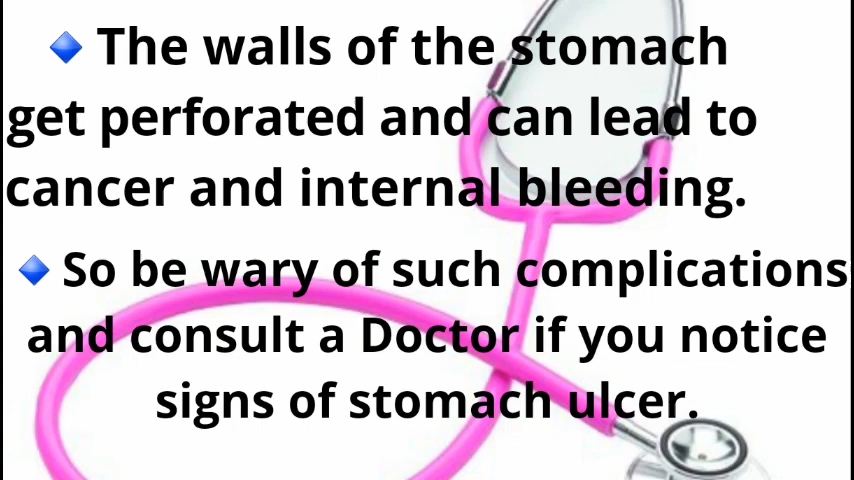 🔹 The walls of the stomach
get perforated and can lead to
cancer and internal bleeding.
🔹 So be wary of such complications
and consult a Doctor if you notice
signs of stomach ulcer.